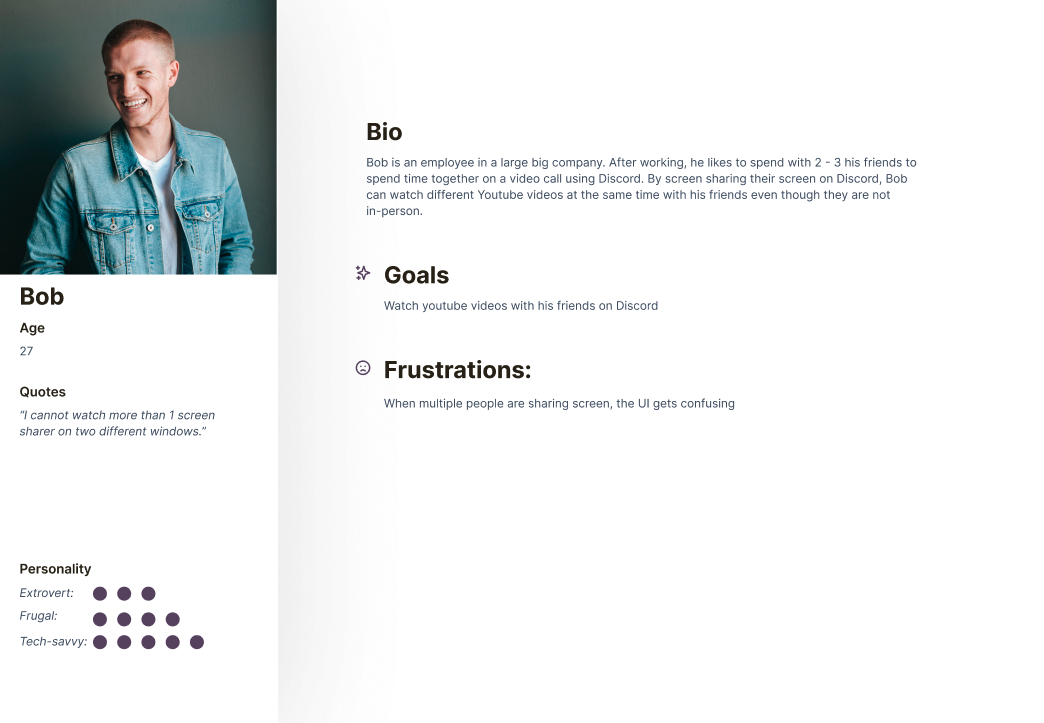 Bob
Age
27
Quotes
“I cannot watch more than 1 screen
sharer on two different windows.”
Personality
Extrovert:
Frugal:
Tech-savvy:
Bio
Bob is an employee in a large big company. After working, he likes to spend with 2 - 3 his friends to
spend time together on a video call using Discord. By screen sharing their screen on Discord, Bob
can watch different Youtube videos at the same time with his friends even though they are not
in-person.
Goals
Watch youtube videos with his friends on Discord
Frustrations:
When multiple people are sharing screen, the UI gets confusing